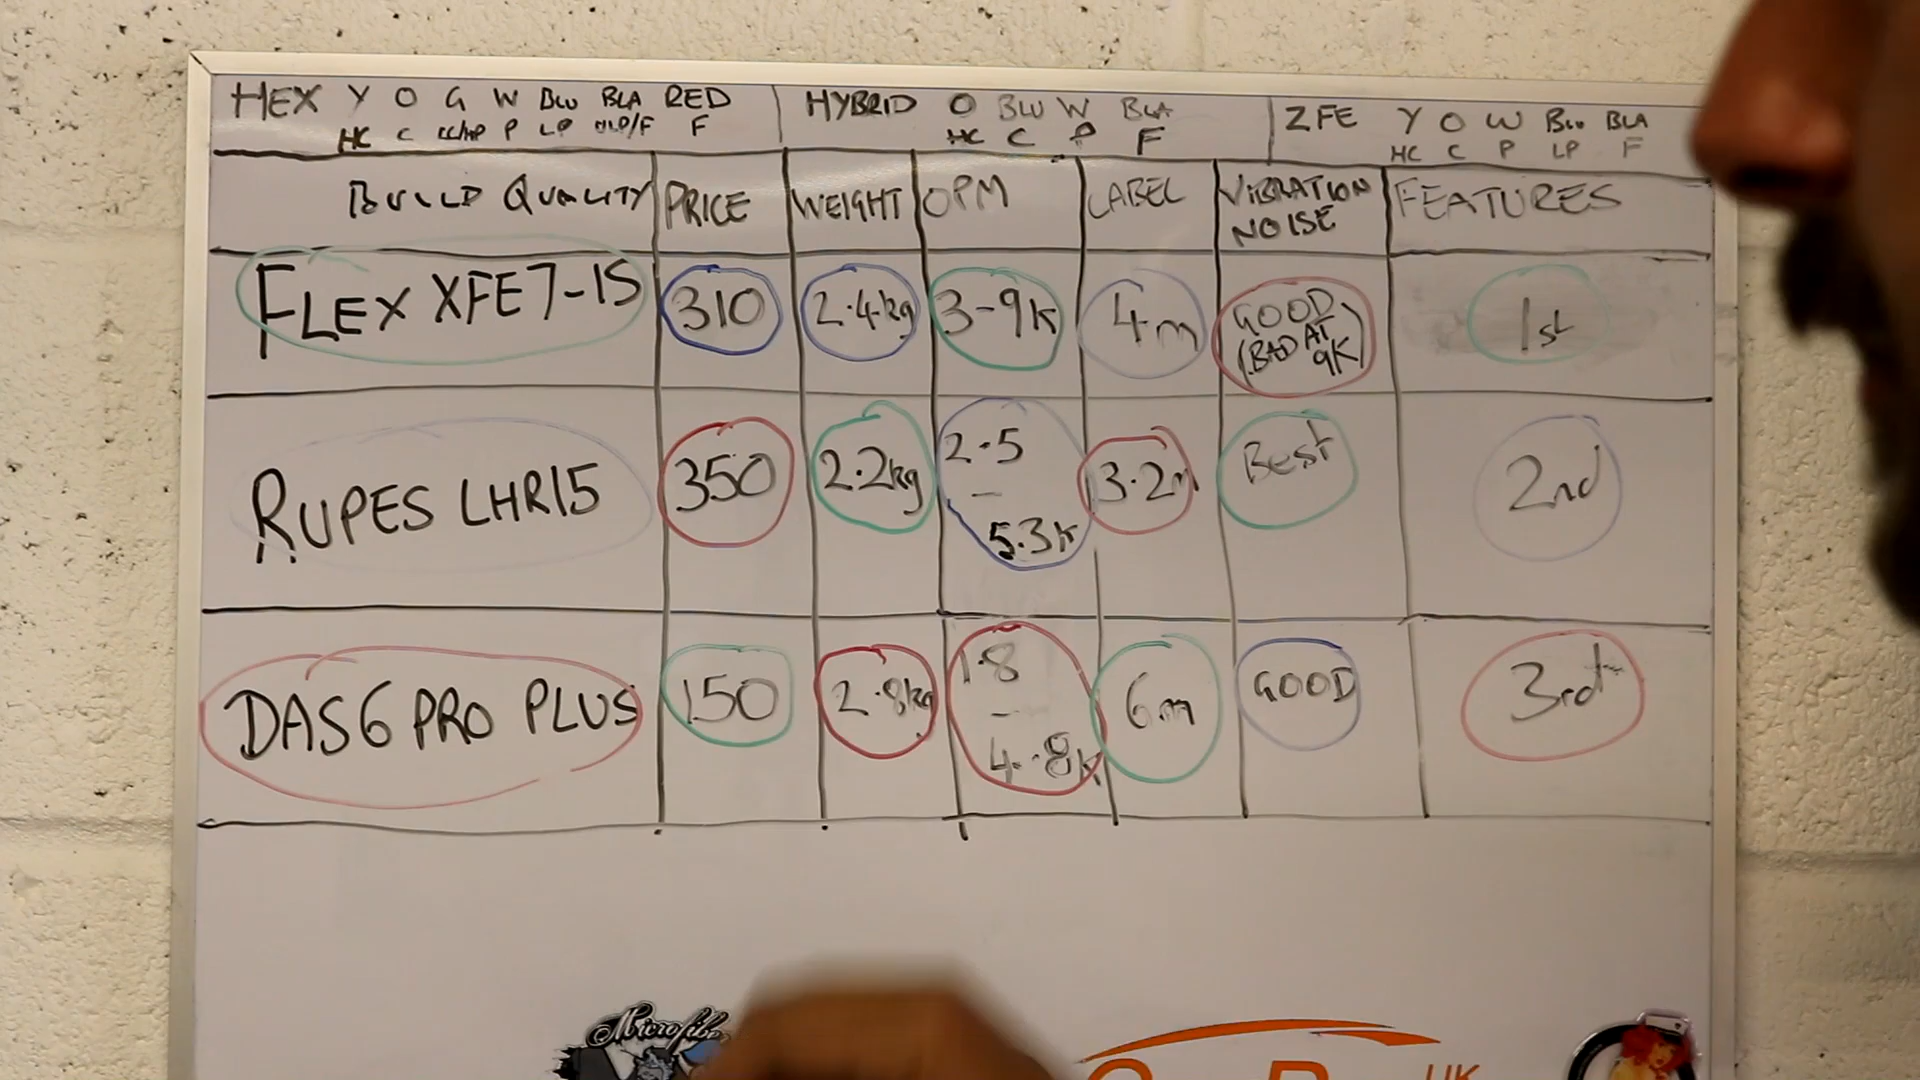 HEX Y O G W BLU BLA RED
HC C P LP F
HYBRID O BLU W BLA
HC C P F
ZFE Y O W BLU BLA
HC C P LP F
BUILD QUALITY PRICE WEIGHT OPM LABEL VIBRATION NOISE FEATURES
FLEX XFE7-15 310 2.4kg 3-9K 4m GOOD (BAD AT 9K) 1st
RUPES LHR15 350 2.2kg 2.5 - 5.3K 3.2m Best 2nd
DAS6 PRO PLUS 150 2.8kg 1.8 - 4.8K 6m GOOD 3rd
Microfib
UK